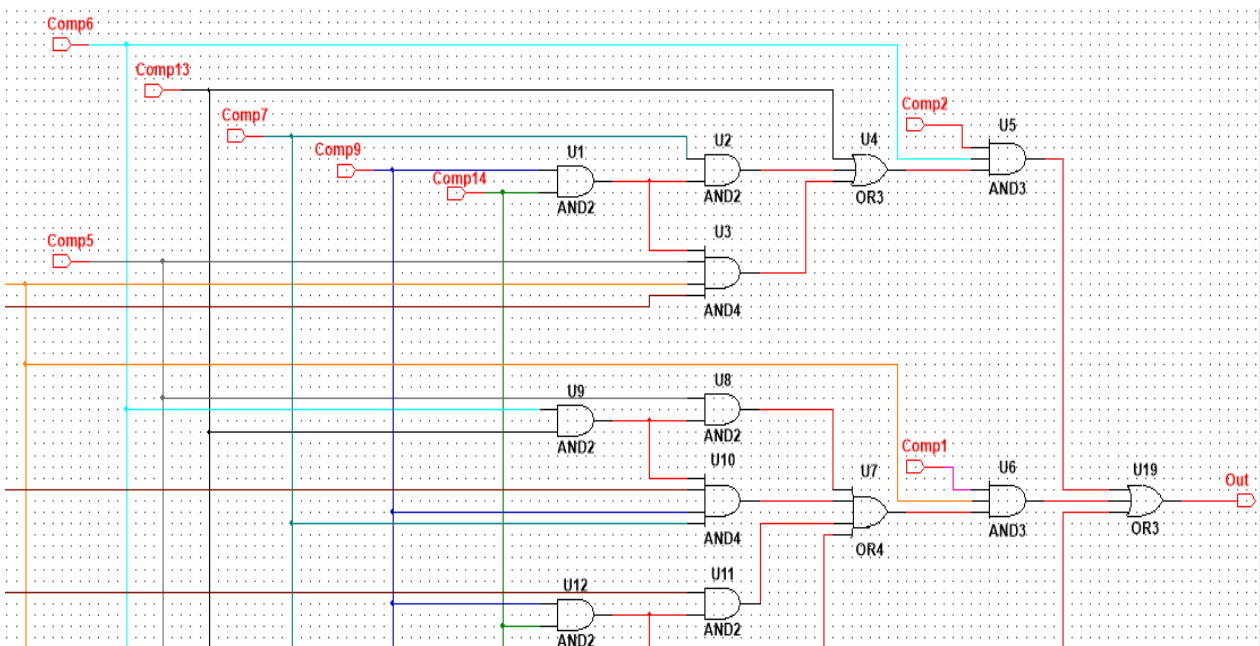 Comp6
Comp13
Comp7
Comp9
Comp14
Comp2
Comp5
U1
AND2
U2
AND2
U4
OR3
U5
AND3
U3
AND4
U9
AND2
U8
AND2
U10
AND4
U7
OR4
Comp1
U6
AND3
U19
OR3
Out
U12
AND2
U11
AND2